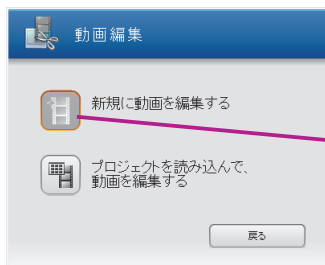 動画編集
新規に動画を編集する
プロジェクトを読み込んで、
動画を編集する
戻る